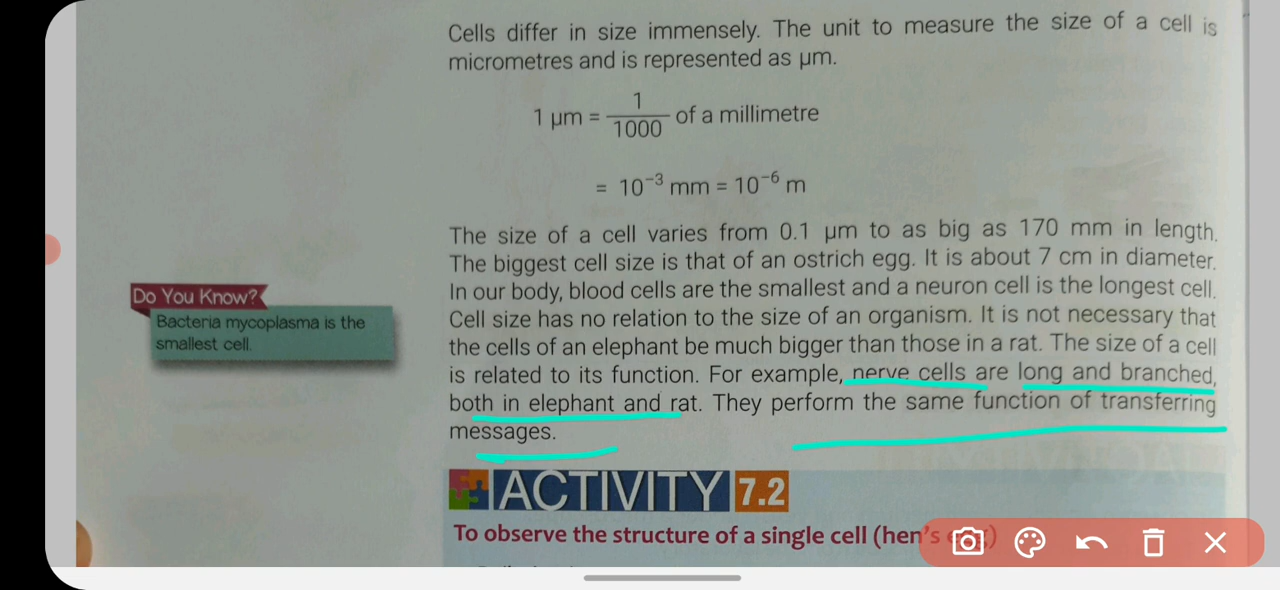 Cells differ in size immensely. The unit to measure the size of a cell is
micrometres and is represented as μm.
1 μm = 1/1000 of a millimetre
= 10⁻³ mm = 10⁻⁶ m
The size of a cell varies from 0.1 μm to as big as 170 mm in length.
The biggest cell size is that of an ostrich egg. It is about 7 cm in diameter.
In our body, blood cells are the smallest and a neuron cell is the longest cell.
Cell size has no relation to the size of an organism. It is not necessary that
the cells of an elephant be much bigger than those in a rat. The size of a cell
is related to its function. For example, nerve cells are long and branched,
both in elephant and rat. They perform the same function of transferring
messages.
Do You Know?
Bacteria mycoplasma is the
smallest cell.
ACTIVITY 7.2
To observe the structure of a single cell (hen's egg)